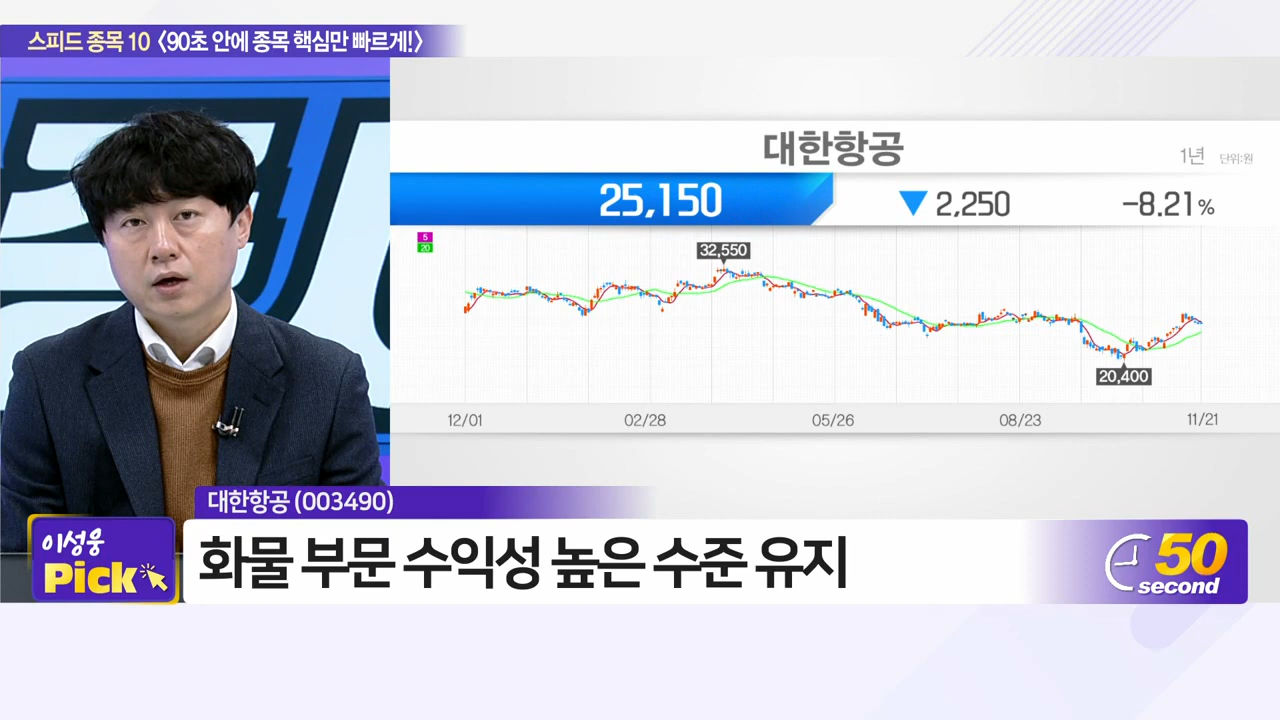 스피드 종목 10 〈90초 안에 종목 핵심만 빠르게!〉
대한항공
1년 단위:원
25,150 ▼ 2,250 -8.21%
5
20
32,550
20,400
12/01 02/28 05/26 08/23 11/21
대한항공 (003490)
이성웅
Pick
화물 부문 수익성 높은 수준 유지
50
second